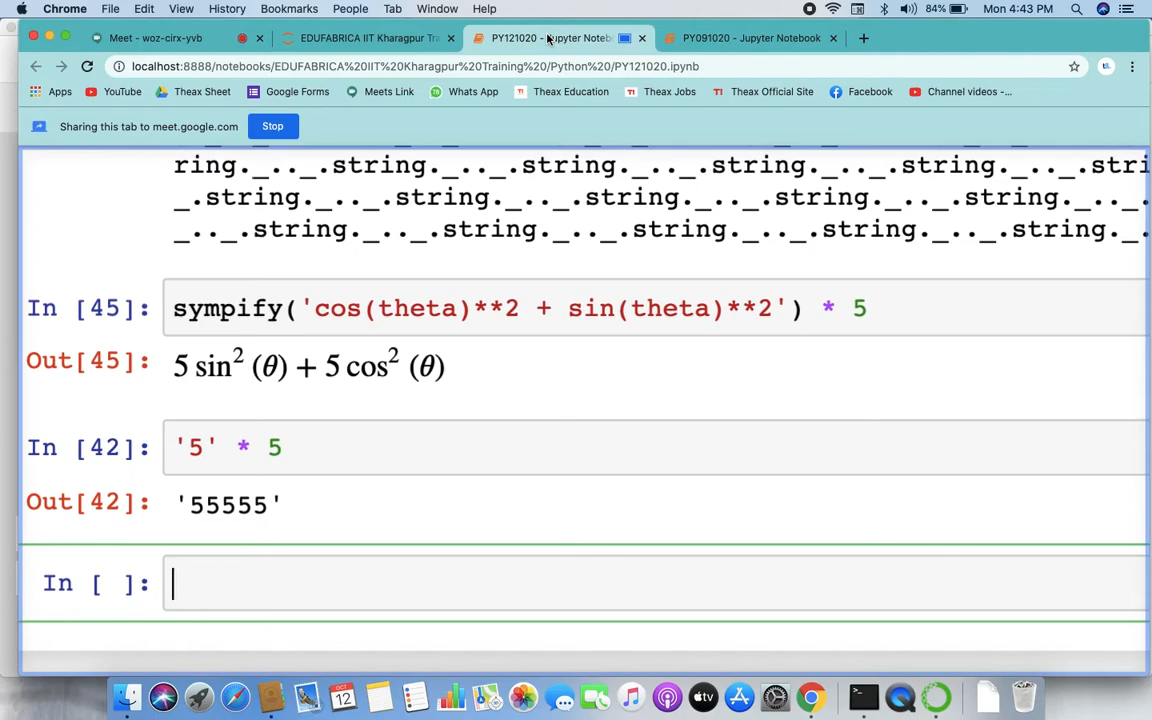 Chrome File Edit View History Bookmarks People Tab Window Help 84% Mon 4:43 PM
Meet - woz-cirx-yvb EDUFABRICA IIT Kharagpur Tra PY121020 - Jupyter Noteb PY091020 - Jupyter Notebook
localhost:8888/notebooks/EDUFABRICA%20IIT%20Kharagpur%20Training%20/Python%20/PY121020.ipynb
Apps YouTube Theax Sheet Google Forms Meets Link Whats App Theax Education Theax Jobs Theax Official Site Facebook Channel videos -...
Sharing this tab to meet.google.com Stop
ring._.._.string._.._.string._.._.string._.._.string._.._.stri
_.string._.._.string._.._.string._.._.string._.._.string._.._.
_.._.string._.._.string._.._.string._.._.string._.._.string._.
In [45]: sympify('cos(theta)**2 + sin(theta)**2') * 5
Out[45]: 5 sin² (θ) + 5 cos² (θ)
In [42]: '5' * 5
Out[42]: '55555'
In [ ]:
OCT
12